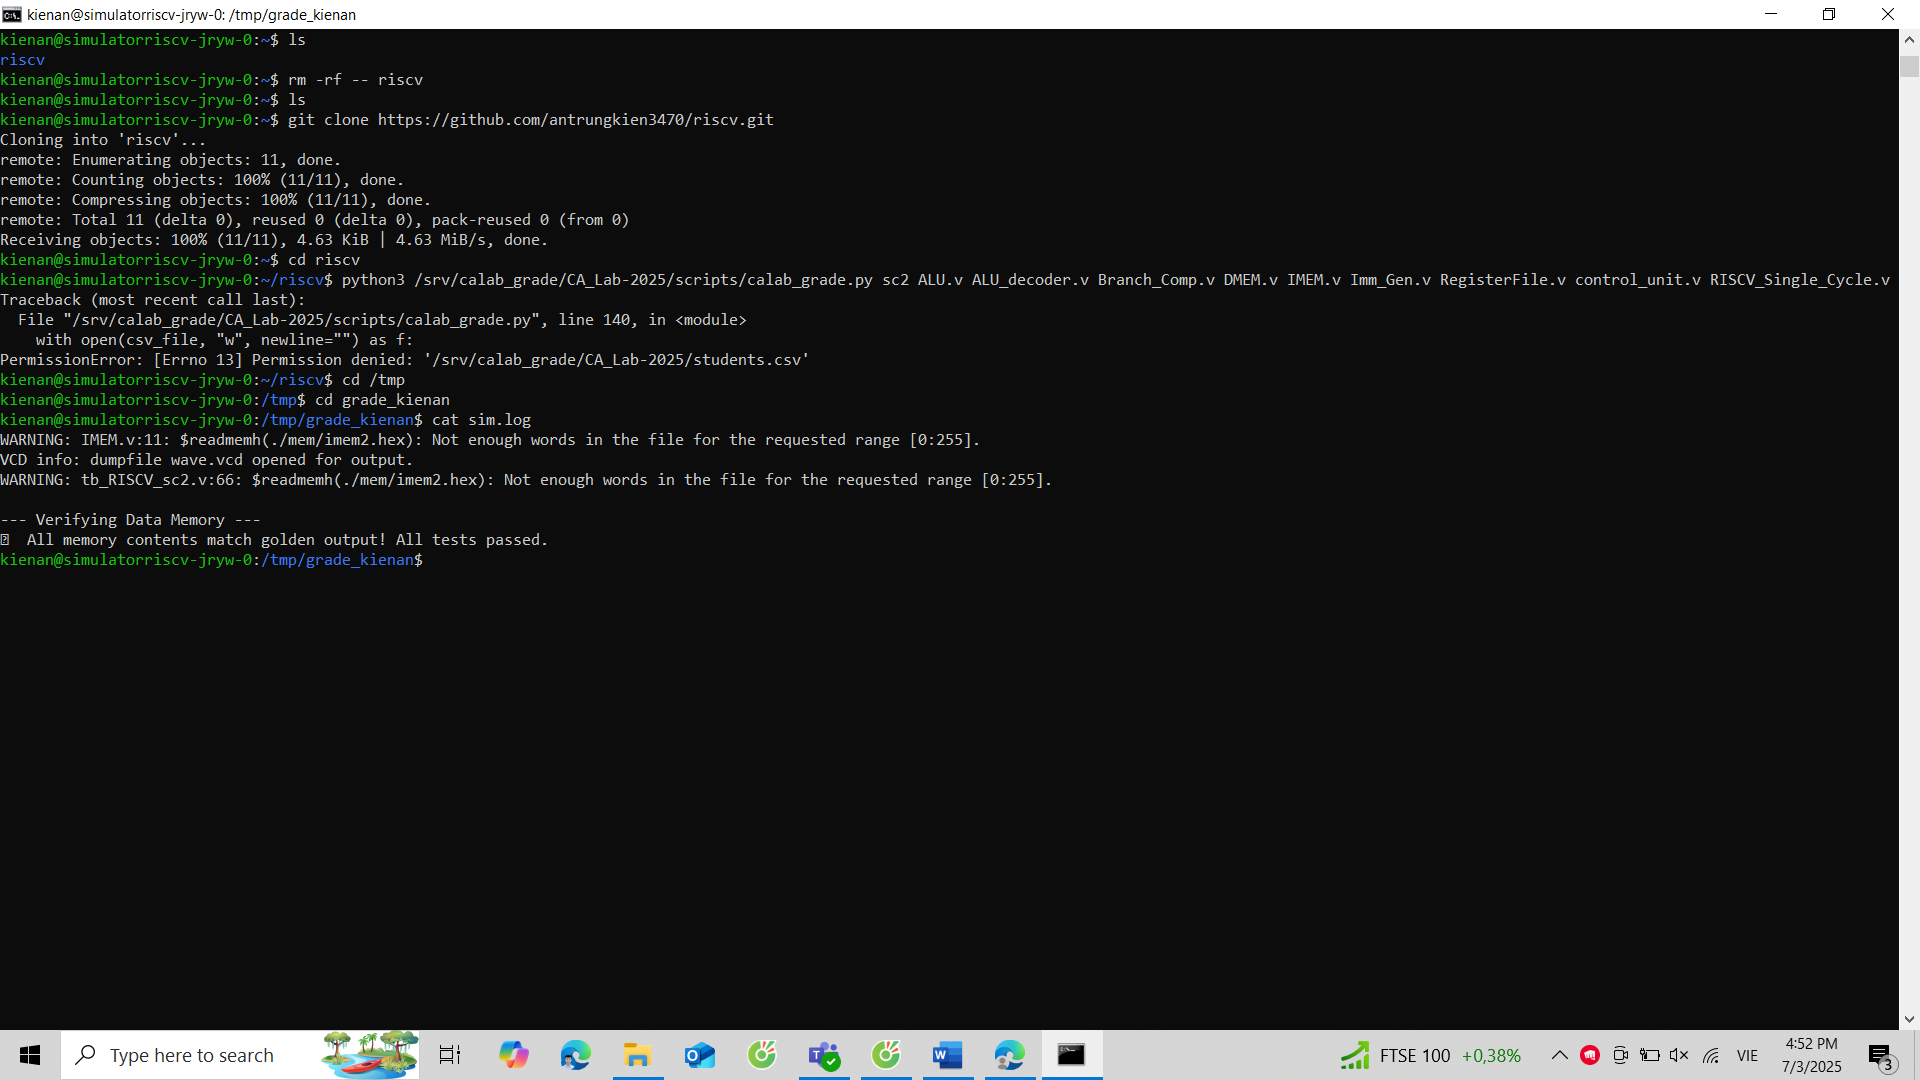 kienan@simulatorriscv-jryw-0: /tmp/grade_kienan
kienan@simulatorriscv-jryw-0:~$ ls
riscv
kienan@simulatorriscv-jryw-0:~$ rm -rf -- riscv
kienan@simulatorriscv-jryw-0:~$ ls
kienan@simulatorriscv-jryw-0:~$ git clone https://github.com/antrungkien3470/riscv.git
Cloning into 'riscv'...
remote: Enumerating objects: 11, done.
remote: Counting objects: 100% (11/11), done.
remote: Compressing objects: 100% (11/11), done.
remote: Total 11 (delta 0), reused 0 (delta 0), pack-reused 0 (from 0)
Receiving objects: 100% (11/11), 4.63 KiB | 4.63 MiB/s, done.
kienan@simulatorriscv-jryw-0:~$ cd riscv
kienan@simulatorriscv-jryw-0:~/riscv$ python3 /srv/calab_grade/CA_Lab-2025/scripts/calab_grade.py sc2 ALU.v ALU_decoder.v Branch_Comp.v DMEM.v IMEM.v Imm_Gen.v RegisterFile.v control_unit.v RISCV_Single_Cycle.v
Traceback (most recent call last):
  File "/srv/calab_grade/CA_Lab-2025/scripts/calab_grade.py", line 140, in <module>
    with open(csv_file, "w", newline="") as f:
PermissionError: [Errno 13] Permission denied: '/srv/calab_grade/CA_Lab-2025/students.csv'
kienan@simulatorriscv-jryw-0:~/riscv$ cd /tmp
kienan@simulatorriscv-jryw-0:/tmp$ cd grade_kienan
kienan@simulatorriscv-jryw-0:/tmp/grade_kienan$ cat sim.log
WARNING: IMEM.v:11: $readmemh(./mem/imem2.hex): Not enough words in the file for the requested range [0:255].
VCD info: dumpfile wave.vcd opened for output.
WARNING: tb_RISCV_sc2.v:66: $readmemh(./mem/imem2.hex): Not enough words in the file for the requested range [0:255].
--- Verifying Data Memory ---
All memory contents match golden output! All tests passed.
kienan@simulatorriscv-jryw-0:/tmp/grade_kienan$
Type here to search
FTSE 100 +0,38%
VIE
4:52 PM
7/3/2025
3